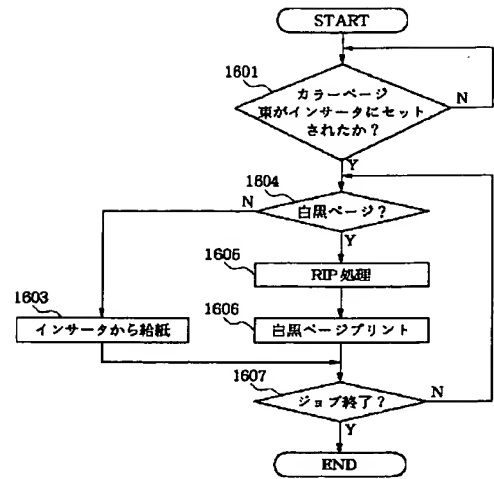 START
1601
カラーページ
束がインサータにセット
されたか？
N
Y
1604
N
白黒ページ？
Y
1605
RIP処理
1603
インサータから給紙
1606
白黒ページプリント
1607
ジョブ終了？
N
Y
END